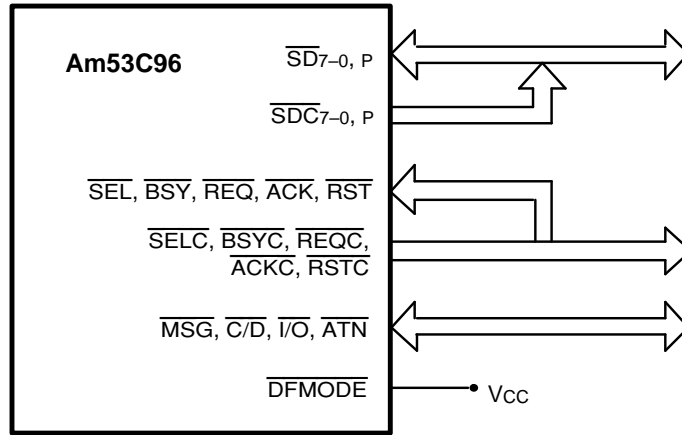 Am53C96
SD7–0, P
SDC7–0, P
SEL, BSY, REQ, ACK, RST
SELC, BSYC, REQC,
ACKC, RSTC
MSG, C/D, I/O, ATN
DFMODE
VCC